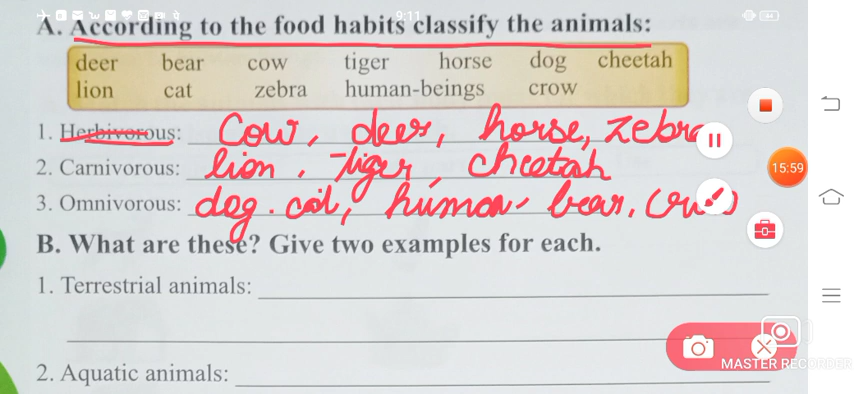 9:11
A. According to the food habits classify the animals:
deer bear cow tiger horse dog cheetah
lion cat zebra human-beings crow
1. Herbivorous: Cow, deer, horse, zebra
2. Carnivorous: lion, Tiger, cheetah
3. Omnivorous: dog. cat, human bear,
B. What are these? Give two examples for each.
1. Terrestrial animals:
2. Aquatic animals:
15:59
MASTER RECORDER